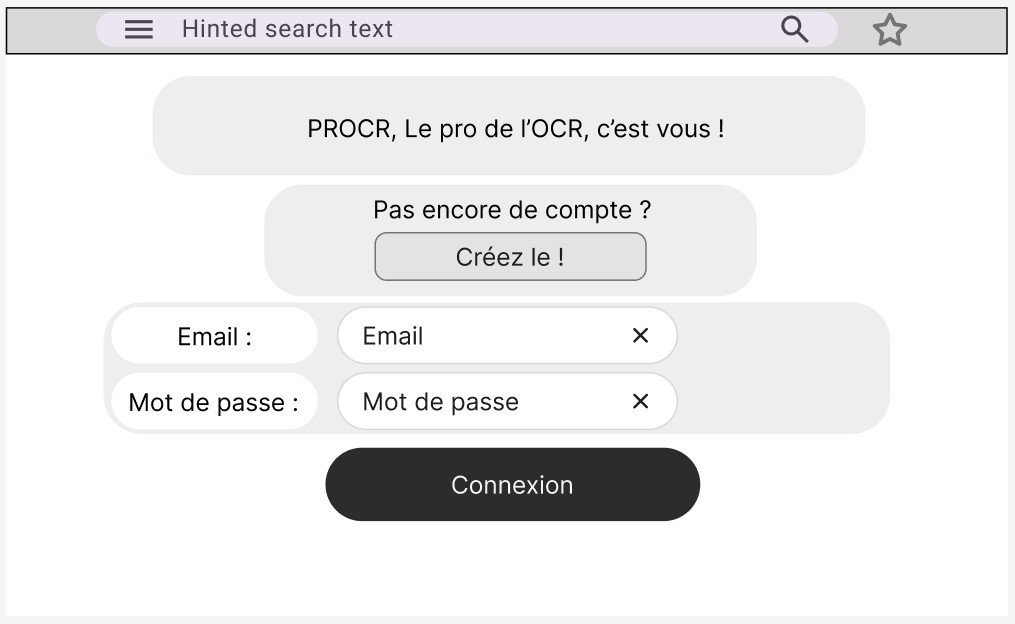 Hinted search text
PROCR, Le pro de l’OCR, c’est vous !
Pas encore de compte ?
Créez le !
Email :
Email
Mot de passe :
Mot de passe
Connexion